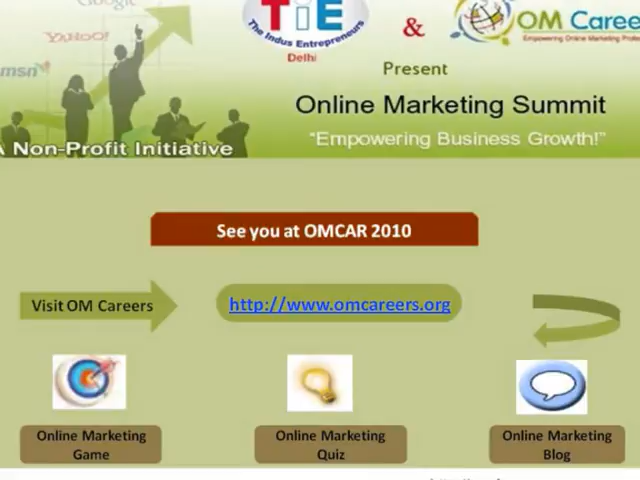 Google
YAHOO!
msn
TiE
The Indus Entrepreneurs
Delhi
&
OM Caree
Empowering Online Marketing Profe
Present
Online Marketing Summit
"Empowering Business Growth!"
A Non-Profit Initiative
See you at OMCAR 2010
Visit OM Careers
http://www.omcareers.org
Online Marketing
Game
Online Marketing
Quiz
Online Marketing
Blog